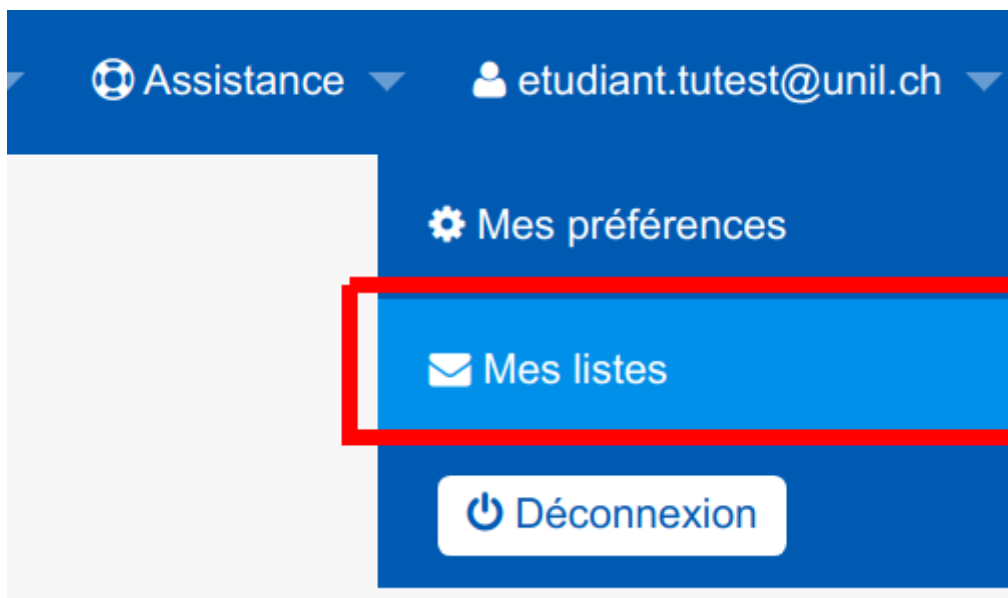 Assistance etudiant.tutest@unil.ch
Mes préférences
Mes listes
Déconnexion